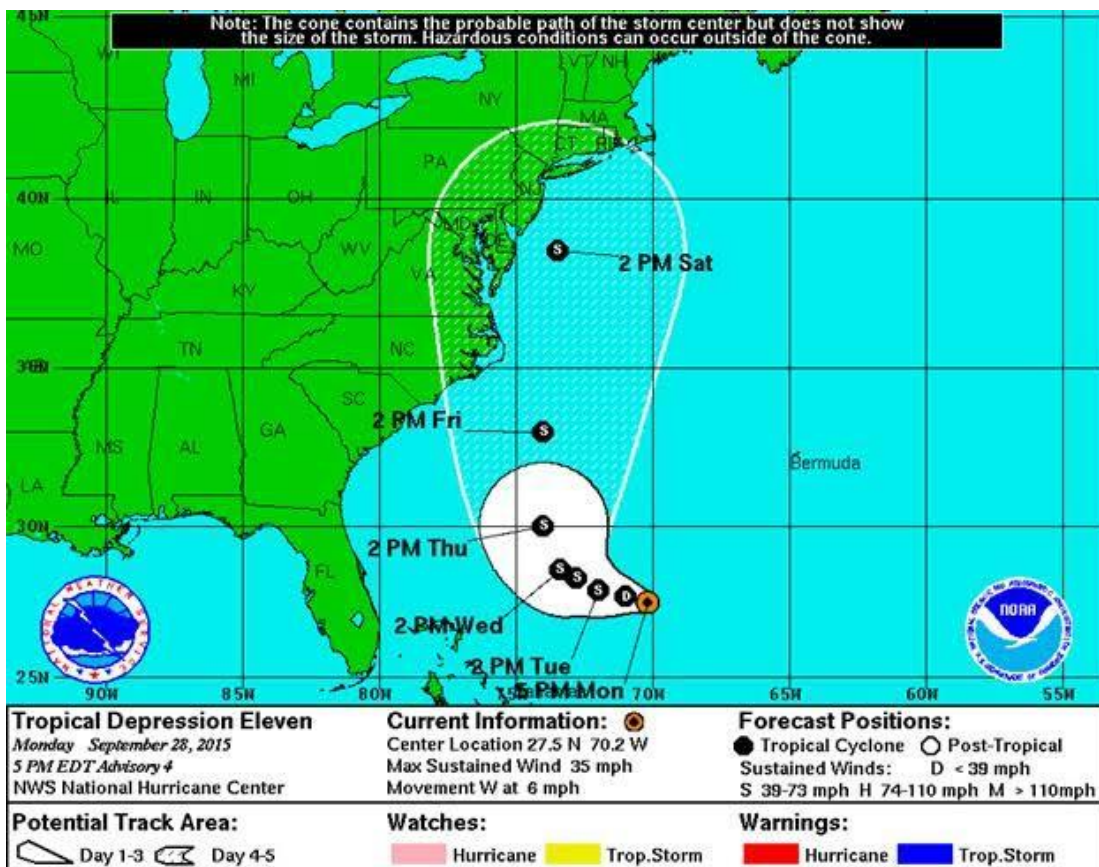 Note: The cone contains the probable path of the storm center but does not show
the size of the storm. Hazardous conditions can occur outside of the cone.
45N
WI
MI
NY
VT
NH
MA
CT
RI
PA
NJ
40N
IL
IN
OH
MD
DE
MO
WV
VA
2 PM Sat
KY
TN
NC
SC
2 PM Fri
MS
AL
GA
Bermuda
LA
30N
2 PM Thu
FL
2 PM Wed
2 PM Tue
5 PM Mon
NATIONAL WEATHER SERVICE
NOAA
25N
90W
85W
80W
70W
65W
60W
55W
S
S
S
S
S
S
D
Tropical Depression Eleven
Monday September 28, 2015
5 PM EDT Advisory 4
NWS National Hurricane Center
Current Information:
Center Location 27.5 N 70.2 W
Max Sustained Wind 35 mph
Movement W at 6 mph
Forecast Positions:
Tropical Cyclone Post-Tropical
Sustained Winds: D < 39 mph
S 39-73 mph H 74-110 mph M > 110mph
Potential Track Area:
Day 1-3 Day 4-5
Watches:
Hurricane Trop.Storm
Warnings:
Hurricane Trop.Storm